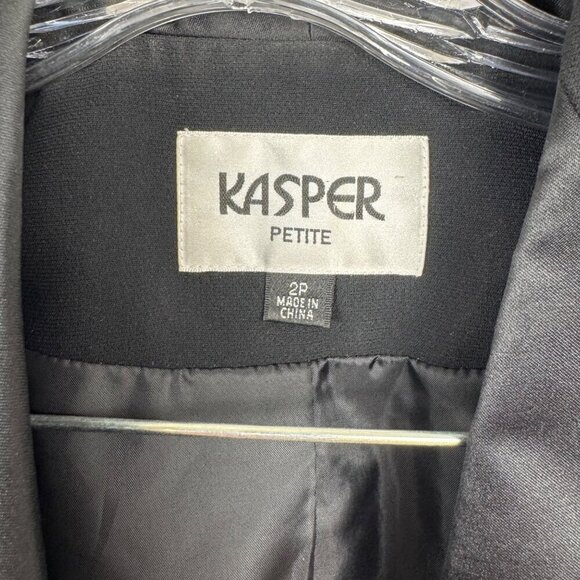 KASPER
PETITE
2P
MADE IN
CHINA